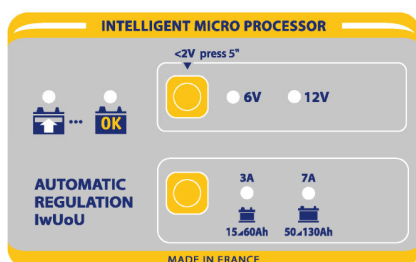 INTELLIGENT MICRO PROCESSOR
<2V press 5"
6V 12V
... OK
AUTOMATIC
REGULATION
IwUoU
3A 7A
15⊿60Ah 50⊿130Ah
MADE IN FRANCE